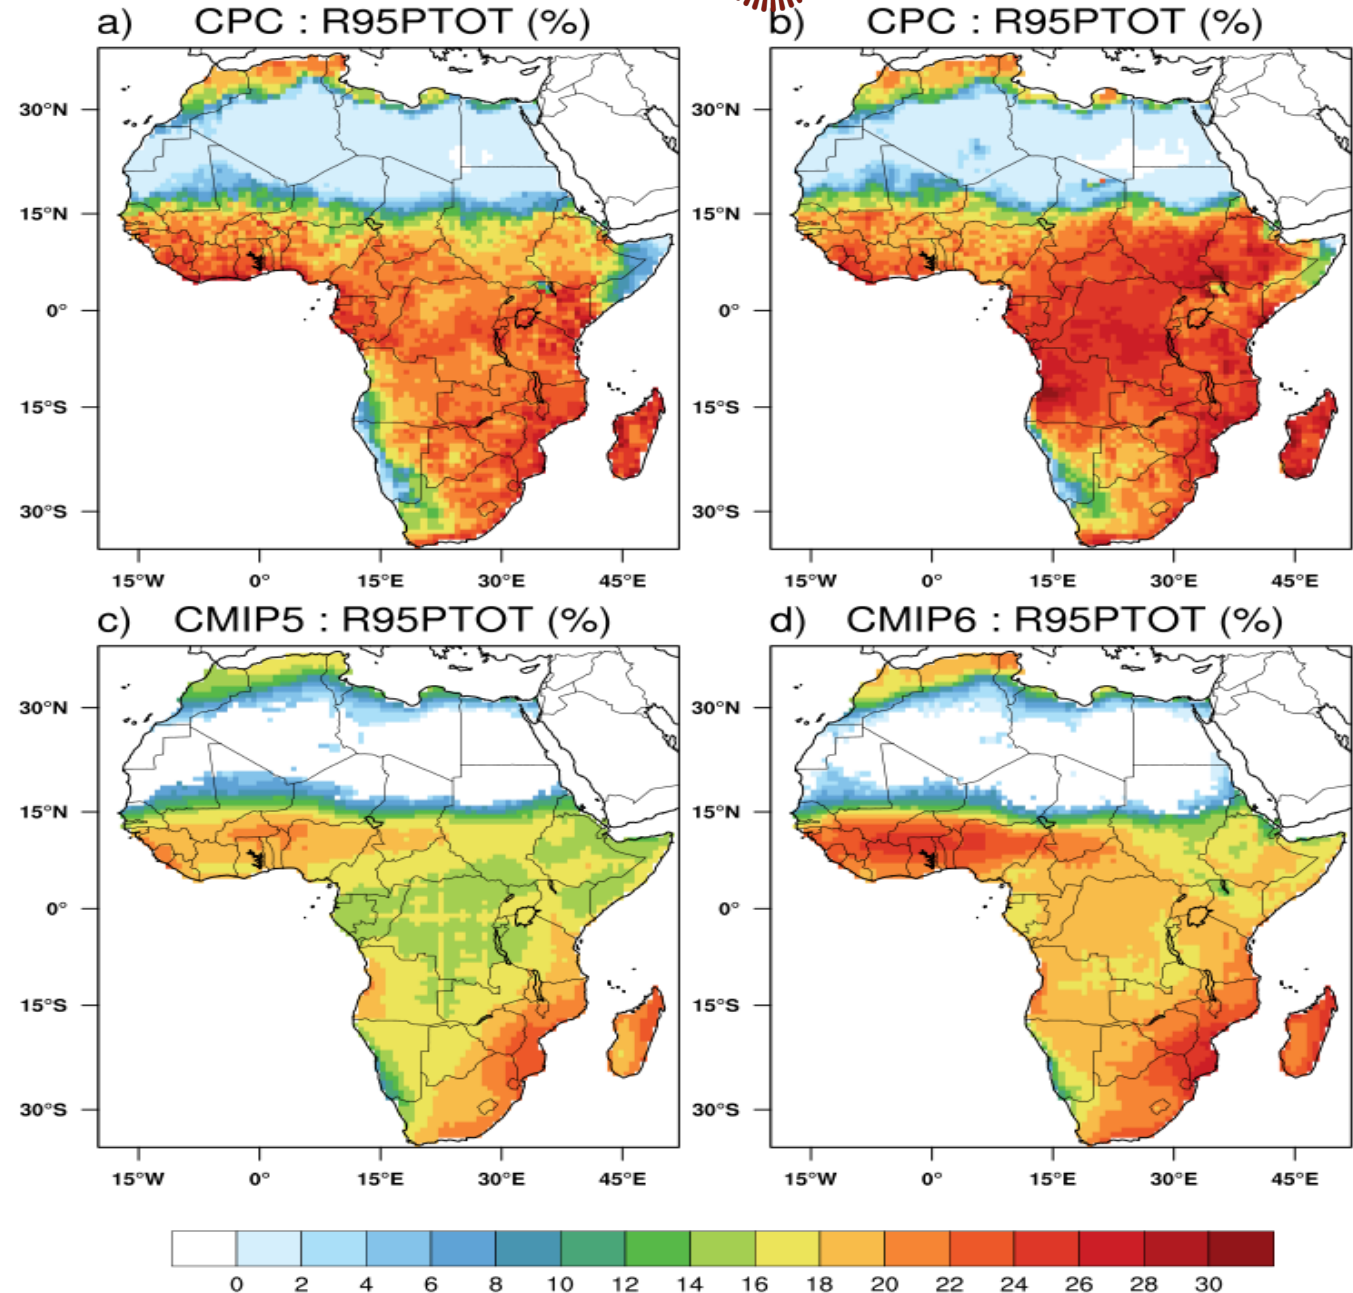 a) CPC : R95PTOT (%)
b) CPC : R95PTOT (%)
30°N
15°N
0°
15°S
30°S
15°W 0° 15°E 30°E 45°E
30°N
15°N
0°
15°S
30°S
15°W 0° 15°E 30°E 45°E
c) CMIP5 : R95PTOT (%)
d) CMIP6 : R95PTOT (%)
30°N
15°N
0°
15°S
30°S
15°W 0° 15°E 30°E 45°E
30°N
15°N
0°
15°S
30°S
15°W 0° 15°E 30°E 45°E
0 2 4 6 8 10 12 14 16 18 20 22 24 26 28 30